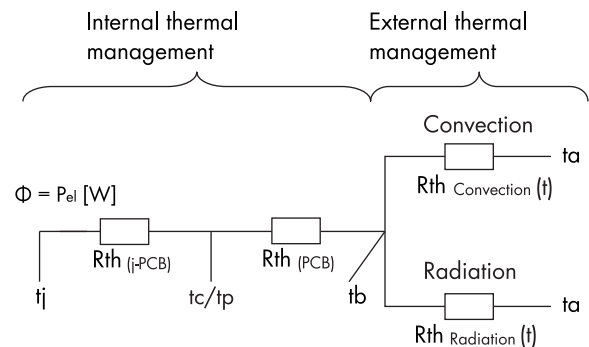 Internal thermal
management
External thermal
management
Convection
ta
Rth Convection (t)
Φ = Pel [W]
Rth (j-PCB)
Rth (PCB)
tj
tc/tp
tb
Radiation
ta
Rth Radiation (t)